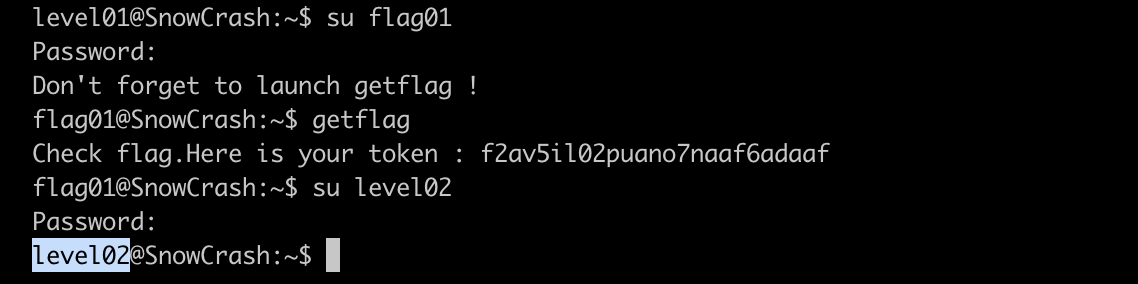 level01@SnowCrash:~$ su flag01
Password:
Don't forget to launch getflag !
flag01@SnowCrash:~$ getflag
Check flag.Here is your token : f2av5il02puano7naaf6adaaf
flag01@SnowCrash:~$ su level02
Password:
level02@SnowCrash:~$